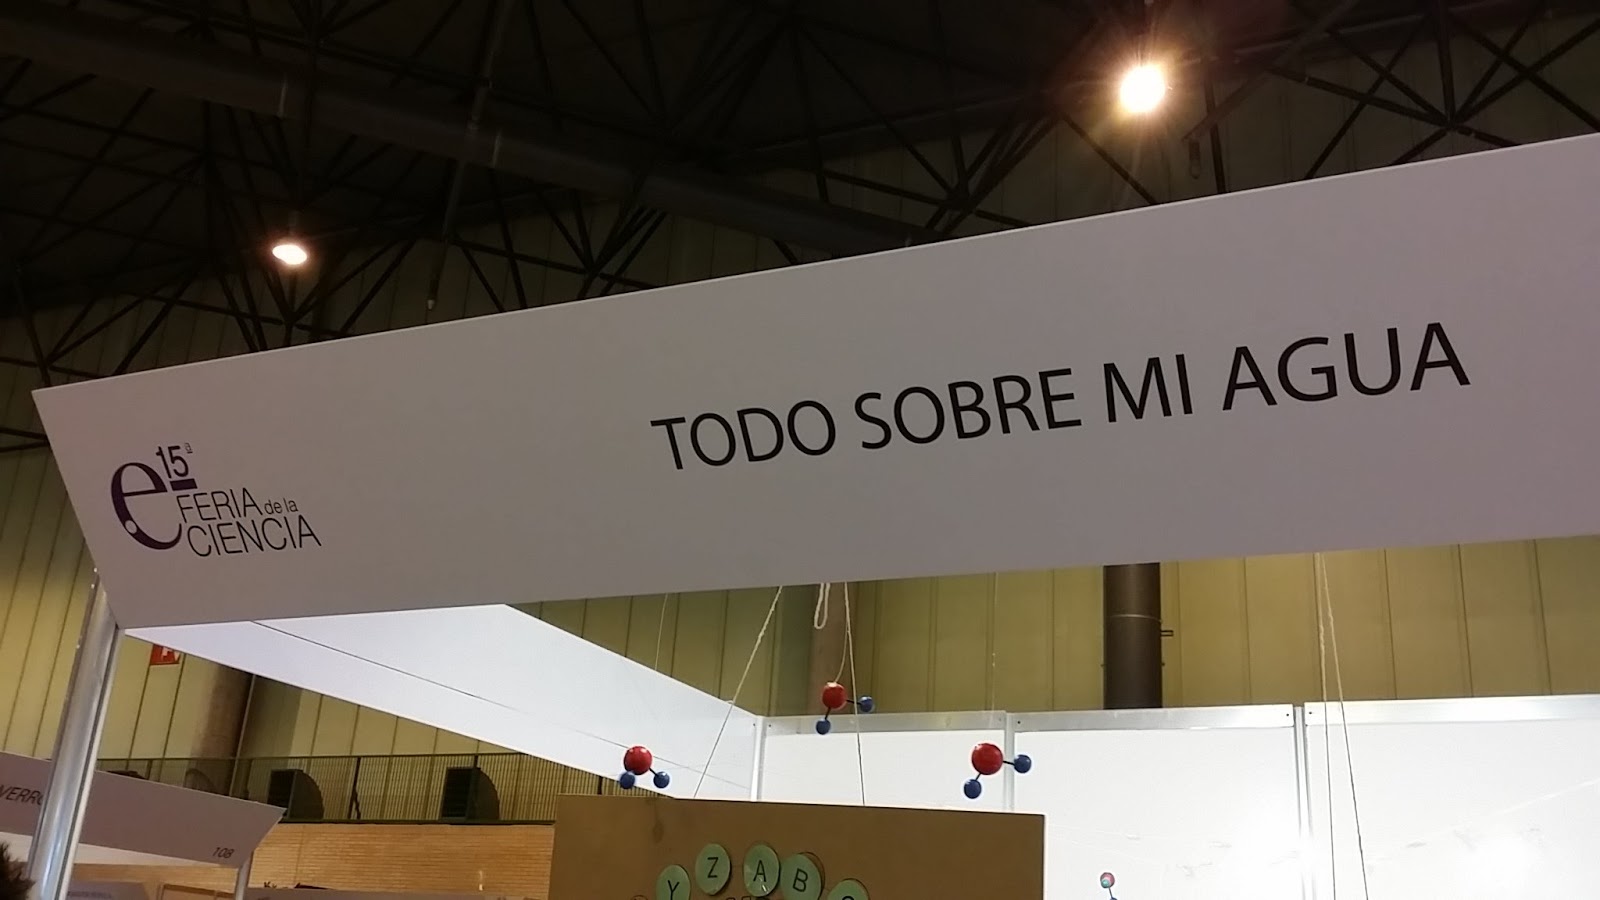 TODO SOBRE MI AGUA
15ª
FERIA de la
CIENCIA
108
Y Z A B